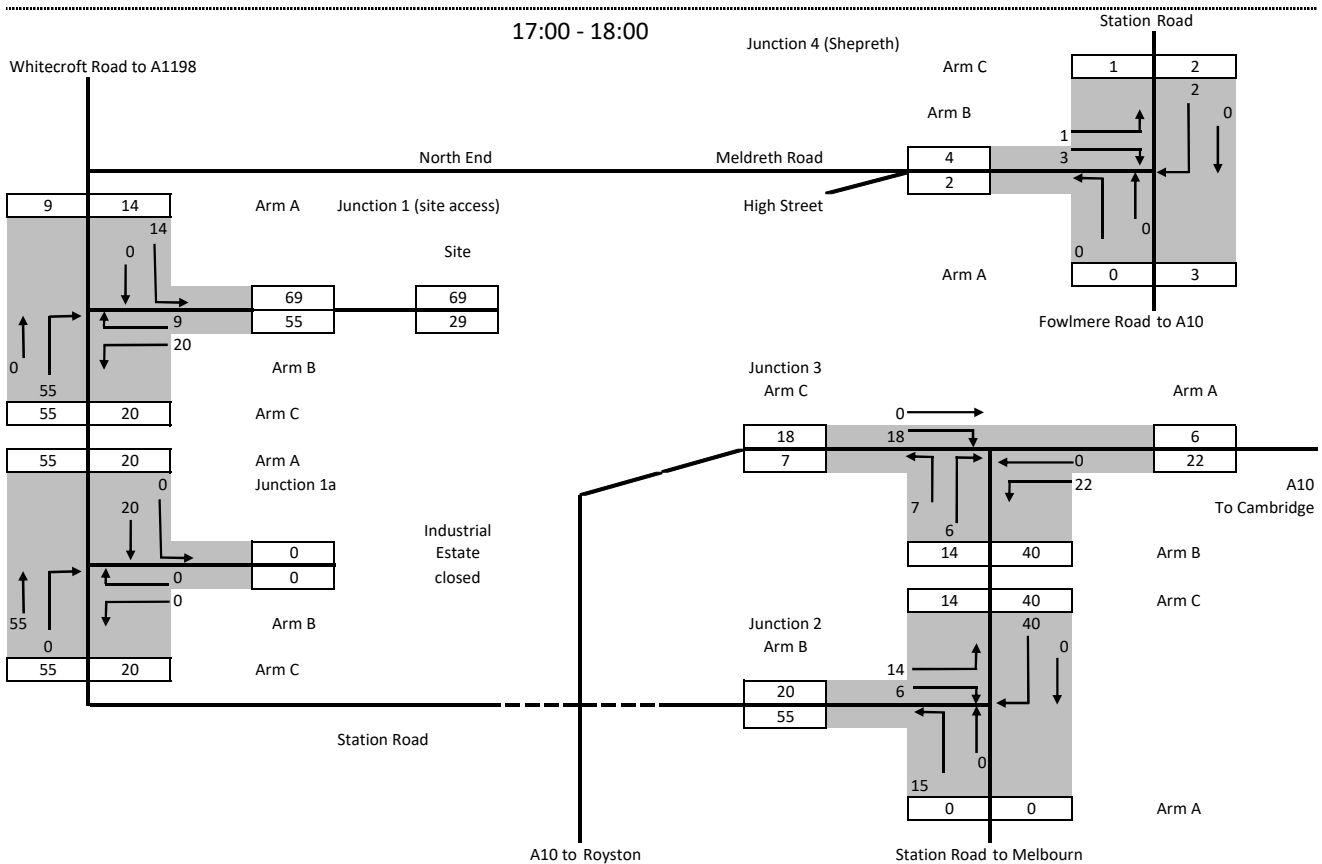 17:00 - 18:00
Station Road
Junction 4 (Shepreth)
Whitecroft Road to A1198
Arm C
1 2
2
Arm B
0
1
North End
Meldreth Road
4
3
2
9 14
Arm A
Junction 1 (site access)
High Street
14
0
Site
0
0
Arm A
0 3
69
69
55
29
9
Fowlmere Road to A10
20
0
Arm B
Junction 3
55
Arm C
Arm A
55 20
Arm C
0
18
18
6
55 20
Arm A
7
0
22
0
Junction 1a
22
A10
20
7
To Cambridge
6
Industrial
0
Estate
14 40
Arm B
0
closed
0
0
14 40
Arm C
55
Arm B
Junction 2
40
0
Arm B
0
55 20
Arm C
14
20
6
55
Station Road
0
15
0 0
Arm A
A10 to Royston
Station Road to Melbourn